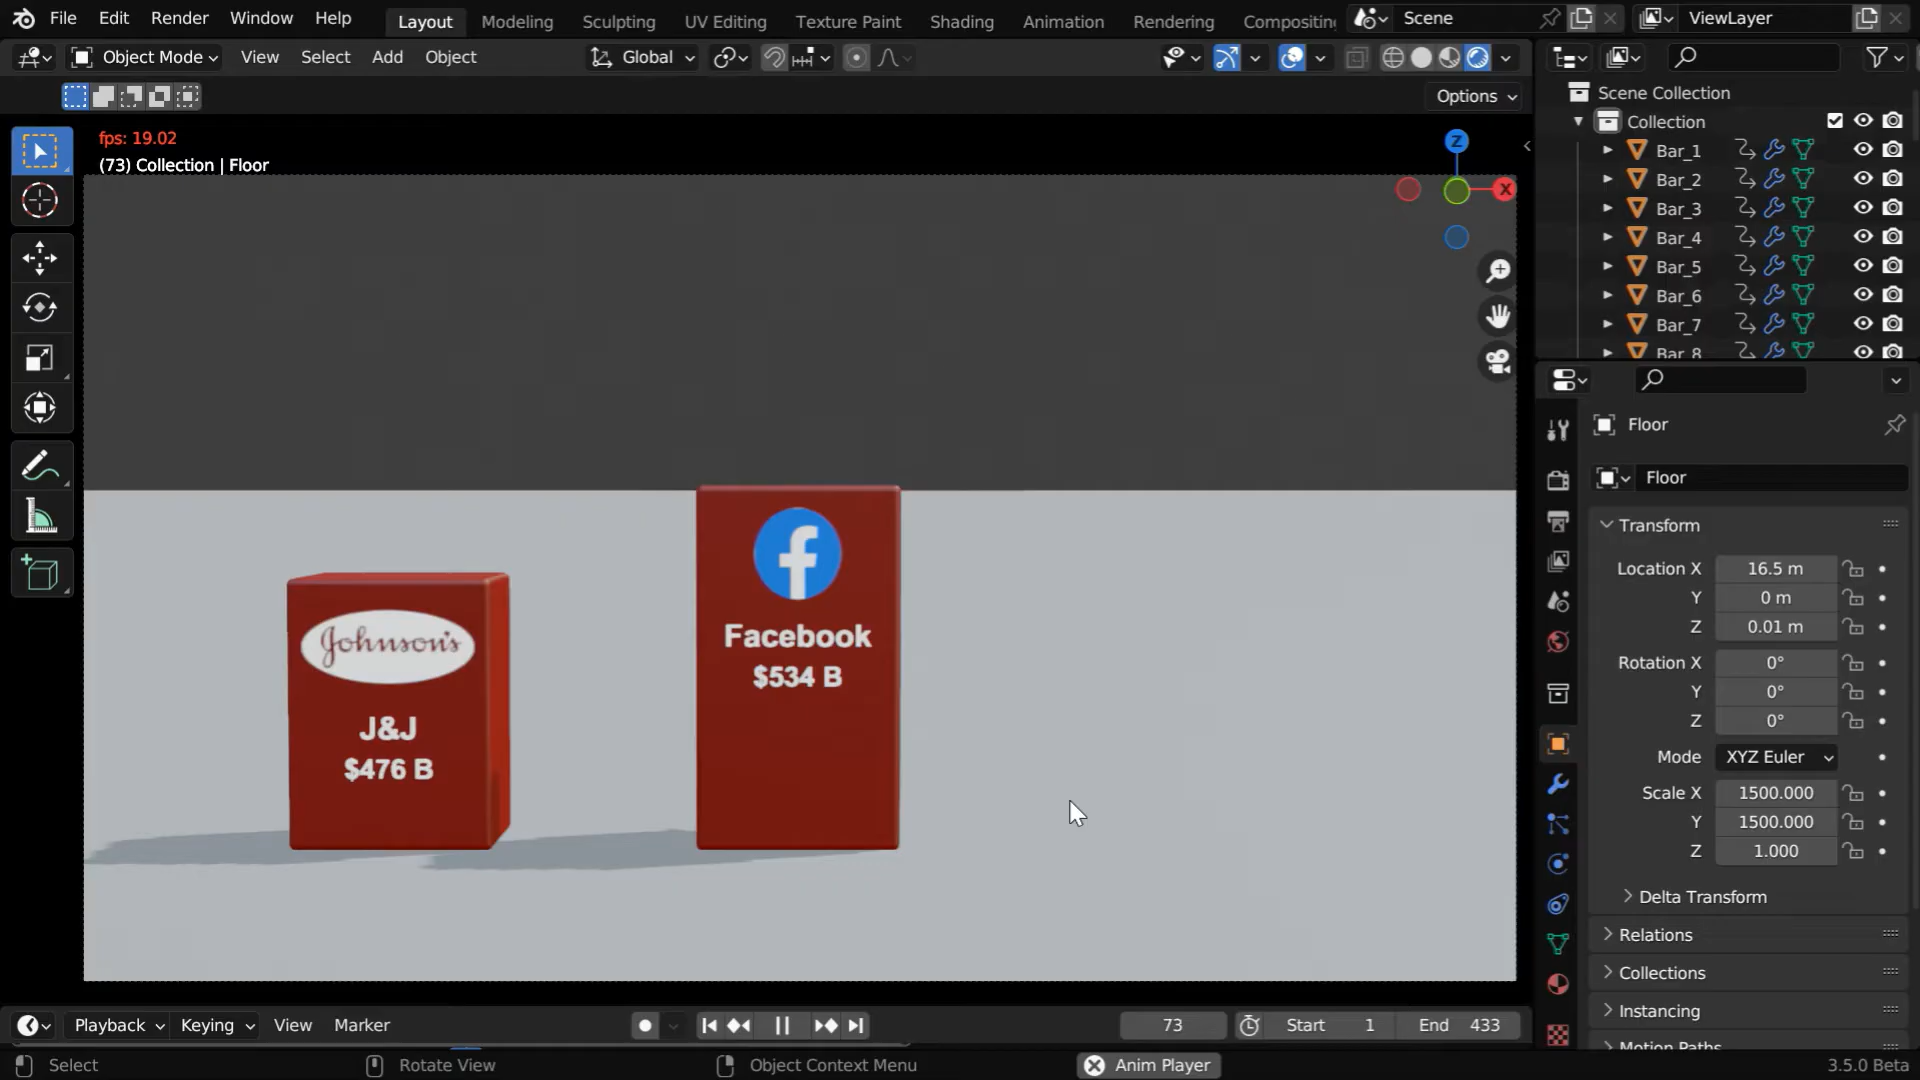 File Edit Render Window Help Layout Modeling Sculpting UV Editing Texture Paint Shading Animation Rendering Compositing Scene ViewLayer
Object Mode View Select Add Object Global
Options
fps: 19.02
(73) Collection | Floor
Z
X
Johnson's
J&J
$476 B
Facebook
$534 B
Scene Collection
Collection
Bar_1
Bar_2
Bar_3
Bar_4
Bar_5
Bar_6
Bar_7
Bar_8
Floor
Floor
Transform
Location X 16.5 m
Y 0 m
Z 0.01 m
Rotation X 0°
Y 0°
Z 0°
Mode XYZ Euler
Scale X 1500.000
Y 1500.000
Z 1.000
Delta Transform
Relations
Collections
Instancing
Motion Paths
Playback Keying View Marker 73 Start 1 End 433
Select Rotate View Object Context Menu Anim Player 3.5.0 Beta